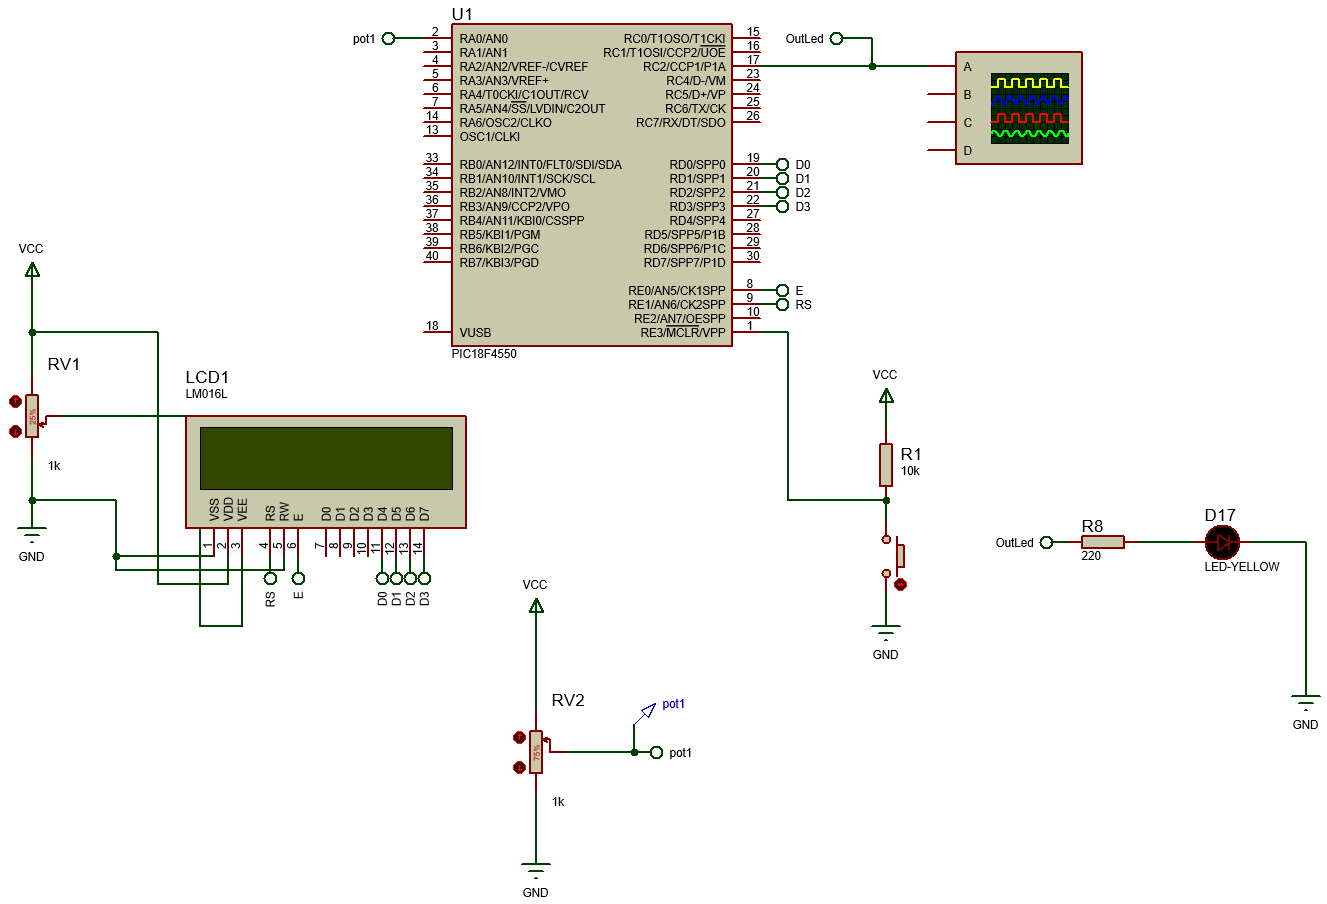 U1
pot1
2
RA0/AN0
3
RA1/AN1
4
RA2/AN2/VREF-/CVREF
5
RA3/AN3/VREF+
6
RA4/T0CKI/C1OUT/RCV
7
RA5/AN4/SS/LVDIN/C2OUT
14
RA6/OSC2/CLKO
13
OSC1/CLKI
33
RB0/AN12/INT0/FLT0/SDI/SDA
34
RB1/AN10/INT1/SCK/SCL
35
RB2/AN8/INT2/VMO
36
RB3/AN9/CCP2/VPO
37
RB4/AN11/KBI0/CSSPP
38
RB5/KBI1/PGM
39
RB6/KBI2/PGC
40
RB7/KBI3/PGD
18
VUSB
RC0/T1OSO/T1CKI
15
RC1/T1OSI/CCP2/UOE
16
RC2/CCP1/P1A
17
RC4/D-/VM
23
RC5/D+/VP
24
RC6/TX/CK
25
RC7/RX/DT/SDO
26
RD0/SPP0
19
D0
RD1/SPP1
20
D1
RD2/SPP2
21
D2
RD3/SPP3
22
D3
RD4/SPP4
27
RD5/SPP5/P1B
28
RD6/SPP6/P1C
29
RD7/SPP7/P1D
30
RE0/AN5/CK1SPP
8
E
RE1/AN6/CK2SPP
9
RS
RE2/AN7/OESPP
10
RE3/MCLR/VPP
1
PIC18F4550
OutLed
A
B
C
D
VCC
RV1
25%
1k
GND
LCD1
LM016L
VSS
VDD
VEE
RS
RW
E
D0
D1
D2
D3
D4
D5
D6
D7
1
2
3
4
5
6
7
8
9
10
11
12
13
14
RS
E
D0
D1
D2
D3
VCC
R1
10k
GND
OutLed
R8
220
D17
LED-YELLOW
GND
VCC
RV2
75%
1k
pot1
pot1
GND